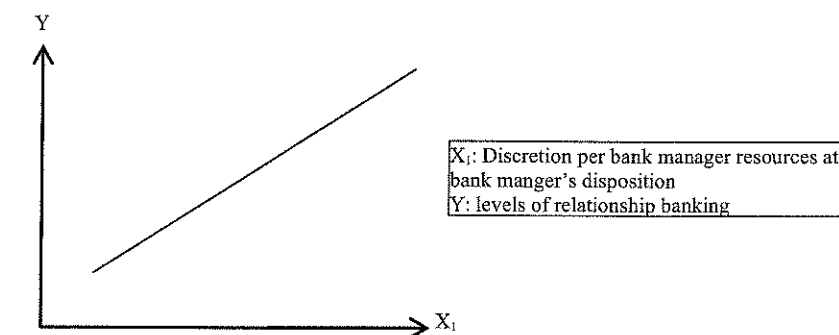 Y
X₁: Discretion per bank manager resources at
bank manger's disposition
Y: levels of relationship banking
X₁